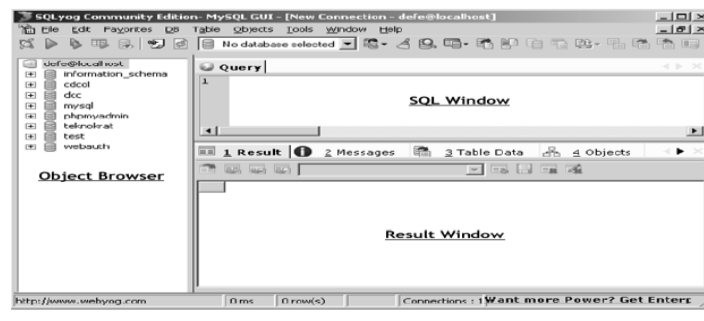 SQLyog Community Edition- MySQL GUI - [New Connection - defe@localhost]
File Edit Favorites DB Table Objects Tools Window Help
No database selected
defe@localhost
information_schema
cdcol
dcc
mysql
phpmyadmin
teknokrat
test
webauth
Object Browser
Query
1
SQL Window
1 Result 2 Messages 3 Table Data 4 Objects
Result Window
http://www.webyog.com 0 ms 0 row(s) Connections : 1 Want more Power? Get Enterp